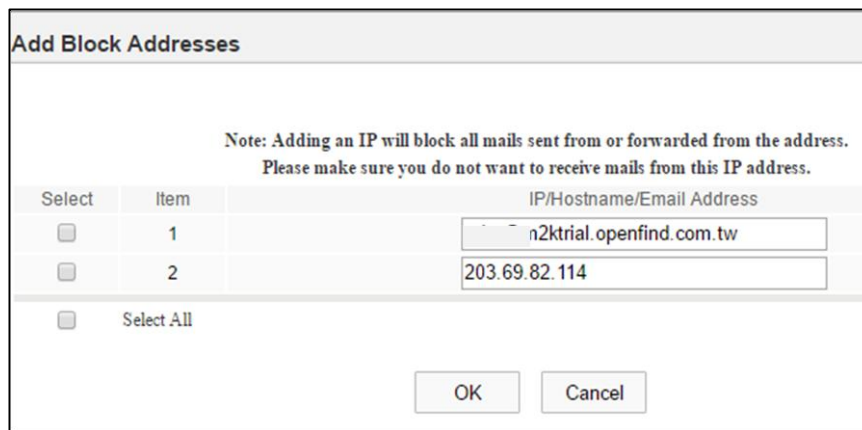 Add Block Addresses
Note: Adding an IP will block all mails sent from or forwarded from the address.
Please make sure you do not want to receive mails from this IP address.
Select Item IP/Hostname/Email Address
1 m2ktrial.openfind.com.tw
2 203.69.82.114
Select All
OK Cancel